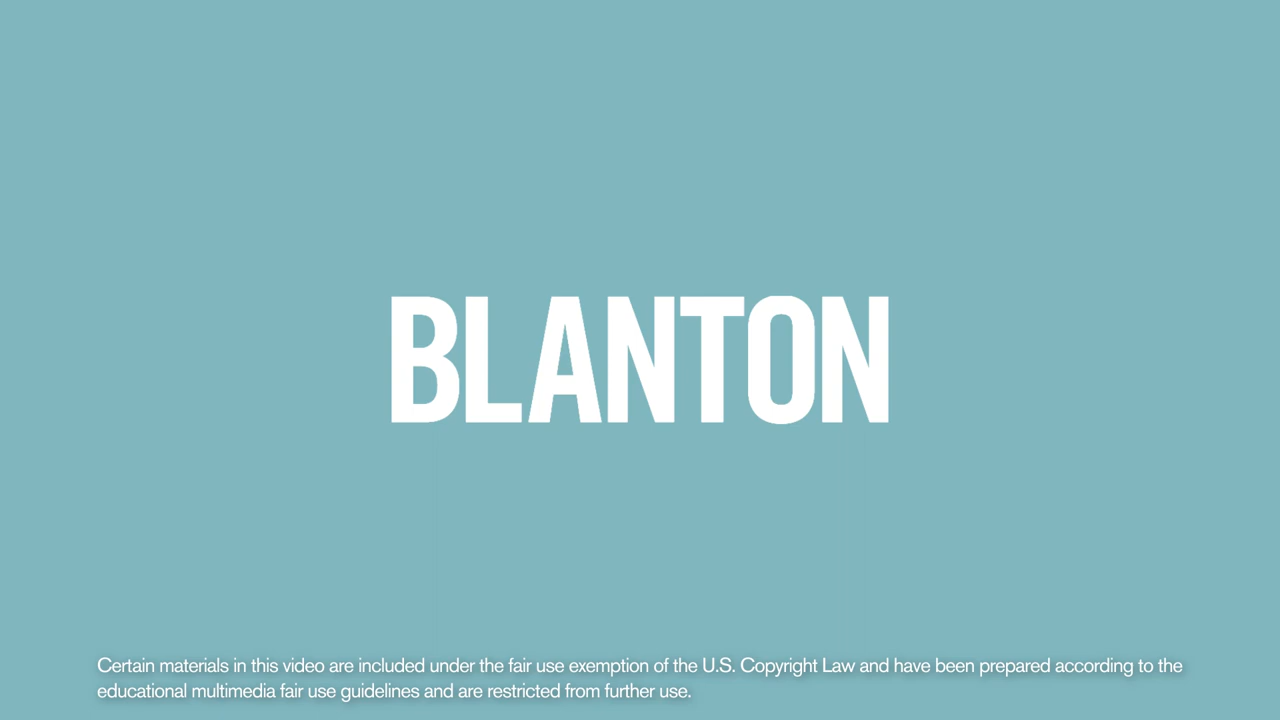 BLANTON
Certain materials in this video are included under the fair use exemption of the U.S. Copyright Law and have been prepared according to the
educational multimedia fair use guidelines and are restricted from further use.